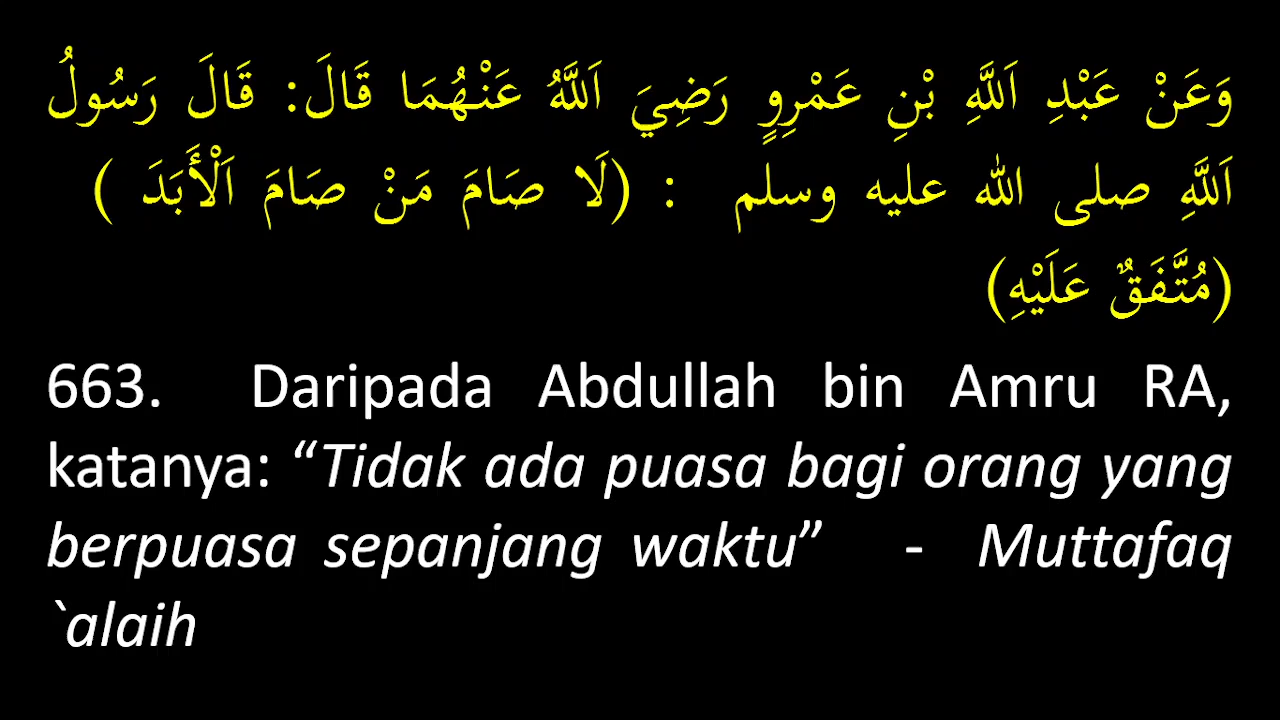 وَعَنْ عَبْدِ اَللَّهِ بْنِ عَمْرِوٍ رَضِيَ اَللَّهُ عَنْهُمَا قَالَ: قَالَ رَسُولُ
اَللَّهِ صلى الله عليه وسلم : (لَا صَامَ مَنْ صَامَ اَلْأَبَدَ )
(مُتَّفَقٌ عَلَيْهِ)
663. Daripada Abdullah bin Amru RA,
katanya: “Tidak ada puasa bagi orang yang
berpuasa sepanjang waktu” - Muttafaq
`alaih